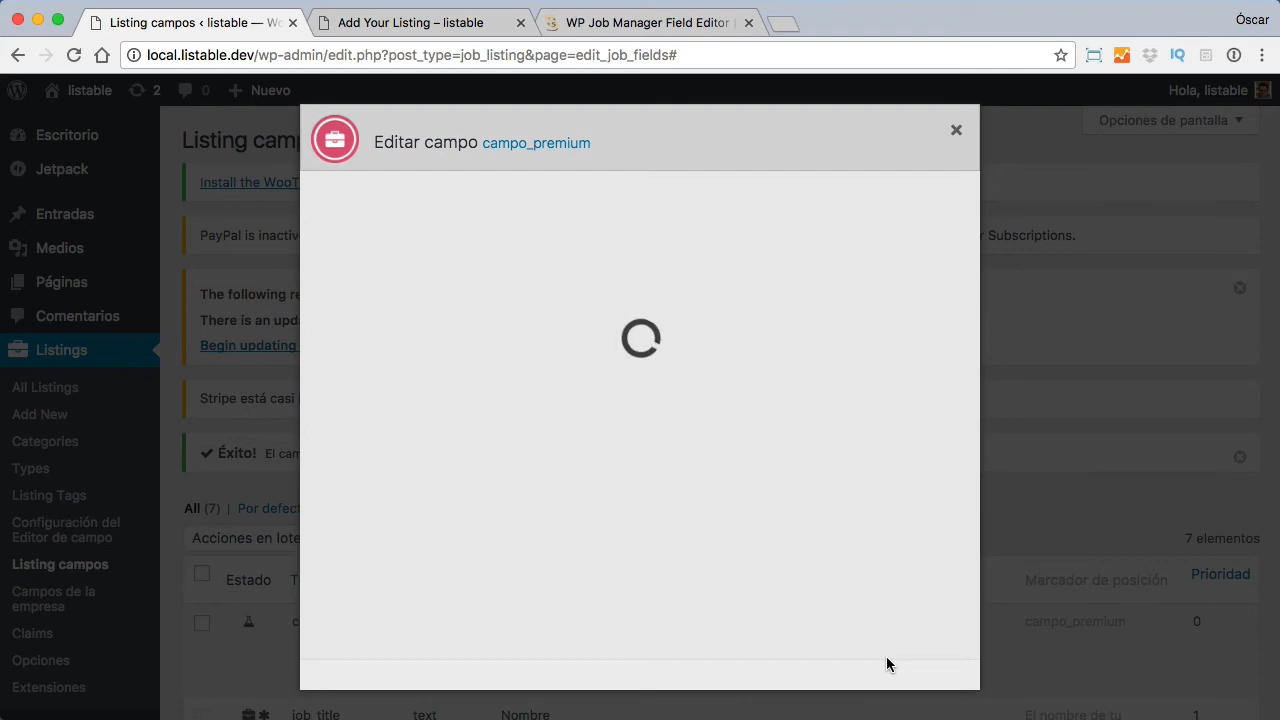 Listing campos ‹ listable — Wo
Add Your Listing – listable
WP Job Manager Field Editor
Óscar
local.listable.dev/wp-admin/edit.php?post_type=job_listing&page=edit_job_fields#
listable
2
0
Nuevo
Hola, listable
Escritorio
Jetpack
Entradas
Medios
Páginas
Comentarios
Listings
All Listings
Add New
Categories
Types
Listing Tags
Configuración del
Editor de campo
Listing campos
Campos de la
empresa
Claims
Opciones
Extensiones
Opciones de pantalla
Listing camp
Editar campo campo_premium
Install the WooT
PayPal is inactiv
r Subscriptions.
The following re
There is an upda
Begin updating
Stripe está casi
Éxito! El cam
All (7) | Por defect
Acciones en lote
7 elementos
Estado
T
Marcador de posición
Prioridad
c
campo_premium
0
job_title
text
Nombre
El nombre de tu
1